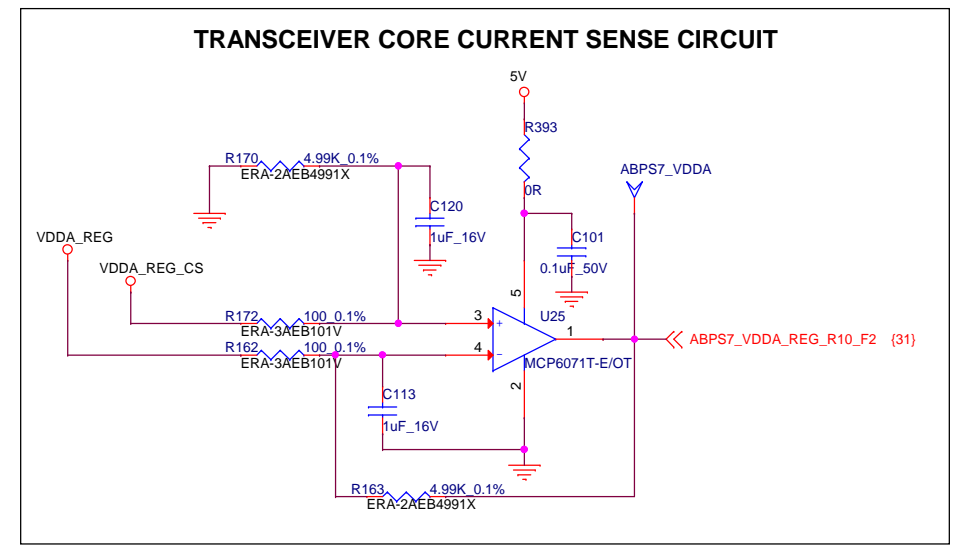 TRANSCEIVER CORE CURRENT SENSE CIRCUIT
5V
R393
0R
R170 4.99K_0.1%
ERA-2AEB4991X
ABPS7_VDDA
C120
1uF_16V
C101
0.1uF_50V
VDDA_REG
VDDA_REG_CS
R172 100_0.1%
ERA-3AEB101V
R162 100_0.1%
ERA-3AEB101V
3
4
5
+
-
U25
1
2
MCP6071T-E/OT
ABPS7_VDDA_REG_R10_F2 {31}
C113
1uF_16V
R163 4.99K_0.1%
ERA-2AEB4991X